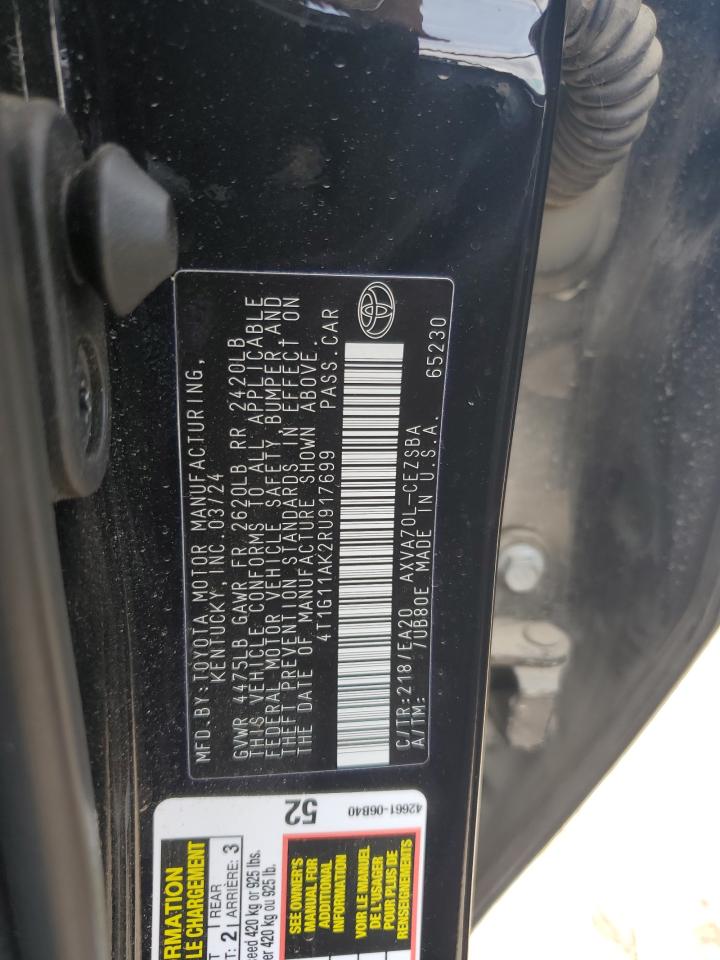 MFD. BY: TOYOTA MOTOR MANUFACTURING,
KENTUCKY, INC. 03/24
GVWR 4475LB GAWR FR 2620LB RR 2420LB
THIS VEHICLE CONFORMS TO ALL APPLICABLE
FEDERAL MOTOR VEHICLE SAFETY, BUMPER, AND
THEFT PREVENTION STANDARDS IN EFFECT ON
THE DATE OF MANUFACTURE SHOWN ABOVE.
4T1G11AK2RU917699 PASS. CAR
C/TR: 218/EA20 AXVA70L-CEZSBA
A/TM: /UB80E MADE IN U.S.A. 65230
52
42661-06B40
RMATION
LE CHARGEMENT
T REAR
T: 2 ARRIÈRE: 3
eed 420 kg or 925 lbs.
er 420 kg ou 925 lb.
SEE OWNER'S
MANUAL FOR
ADDITIONAL
INFORMATION
VOIR LE MANUEL
DE L'USAGER
POUR PLUS DE
RENSEIGNEMENTS